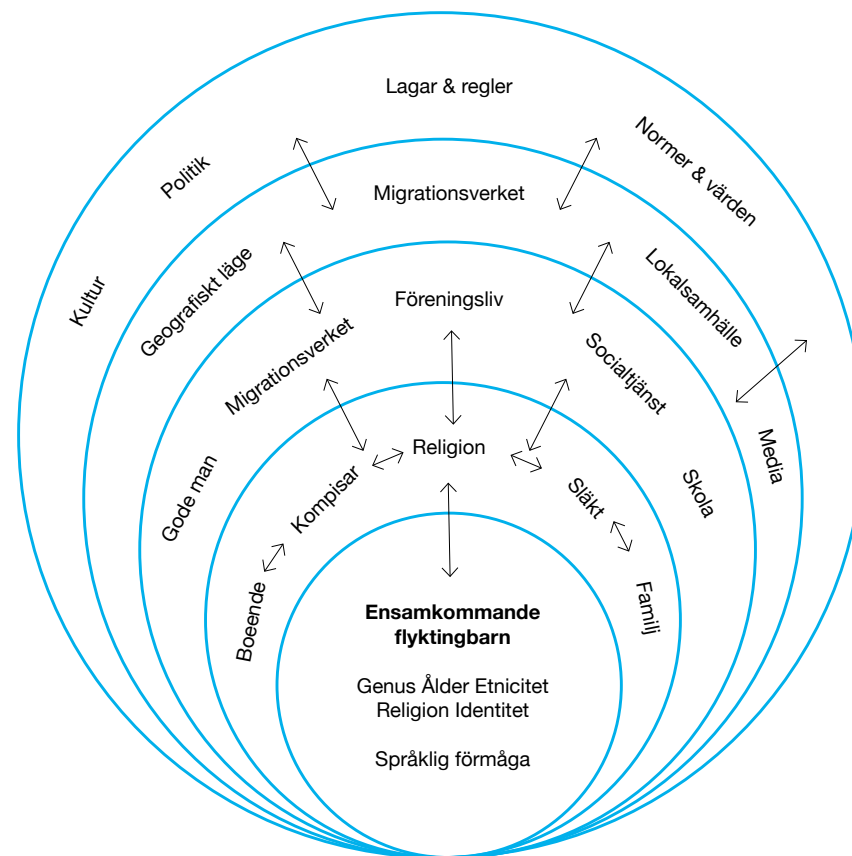 Lagar & regler
Politik
Normer & värden
Kultur
Migrationsverket
Geografiskt läge
Lokalsamhälle
Media
Föreningsliv
Migrationsverket
Socialtjänst
Gode man
Skola
Religion
Kompisar
Släkt
Boeende
Familj
Ensamkommande
flyktingbarn
Genus Ålder Etnicitet
Religion Identitet
Språklig förmåga